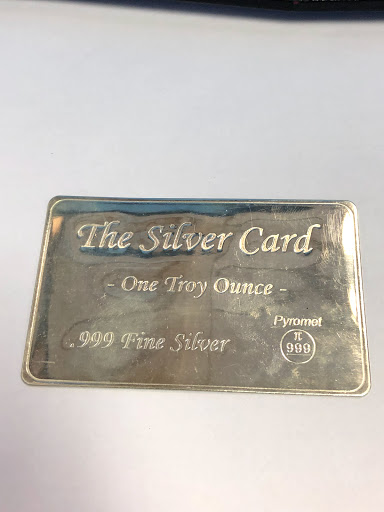 The Silver Card
- One Troy Ounce -
.999 Fine Silver
Pyromet
π
999